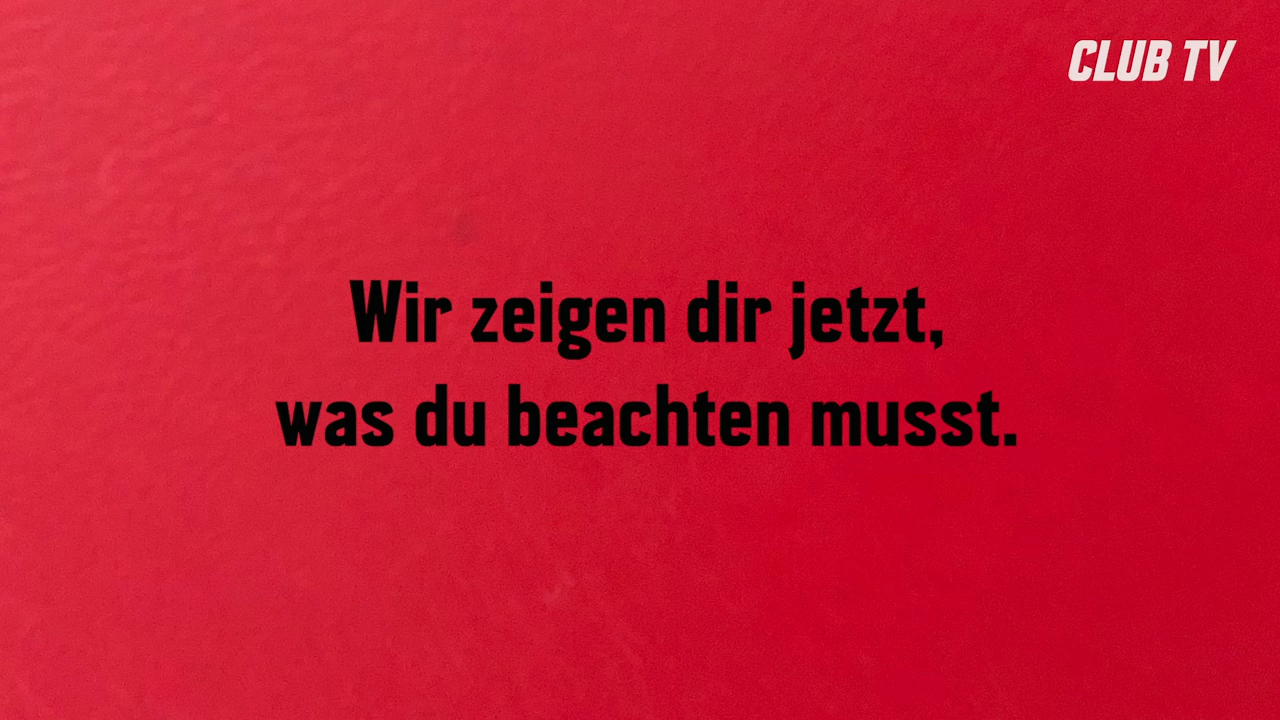 CLUB TV
Wir zeigen dir jetzt,
was du beachten musst.